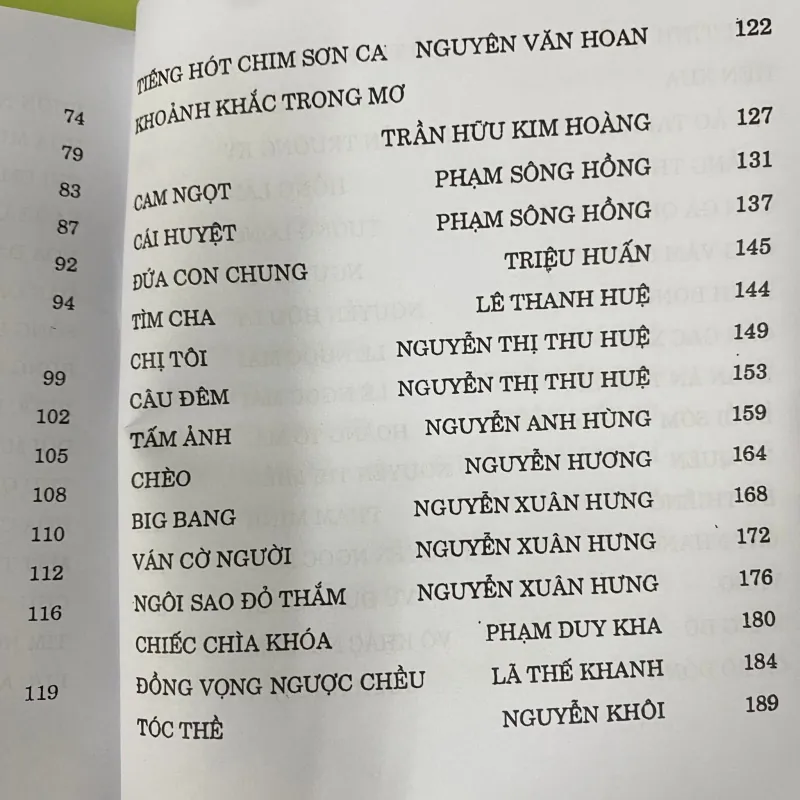 74
79
83
87
92
94
99
102
105
108
110
112
116
119
TIẾNG HÓT CHIM SƠN CA NGUYÊN VĂN HOAN 122
KHOẢNH KHẮC TRONG MƠ
TRẦN HỮU KIM HOÀNG 127
CAM NGỌT PHẠM SÔNG HỒNG 131
CÁI HUYỆT PHẠM SÔNG HỒNG 137
ĐỨA CON CHUNG TRIỆU HUẤN 145
TÌM CHA LÊ THANH HUỆ 144
CHỊ TÔI NGUYỄN THỊ THU HUỆ 149
CÂU ĐÊM NGUYỄN THỊ THU HUỆ 153
TẤM ẢNH NGUYỄN ANH HÙNG 159
CHÈO NGUYỄN HƯƠNG 164
BIG BANG NGUYỄN XUÂN HƯNG 168
VÁN CỜ NGƯỜI NGUYỄN XUÂN HƯNG 172
NGÔI SAO ĐỎ THẮM NGUYỄN XUÂN HƯNG 176
CHIẾC CHÌA KHÓA PHẠM DUY KHA 180
ĐỒNG VỌNG NGƯỢC CHỀU LÃ THẾ KHANH 184
TÓC THỀ NGUYỄN KHÔI 189